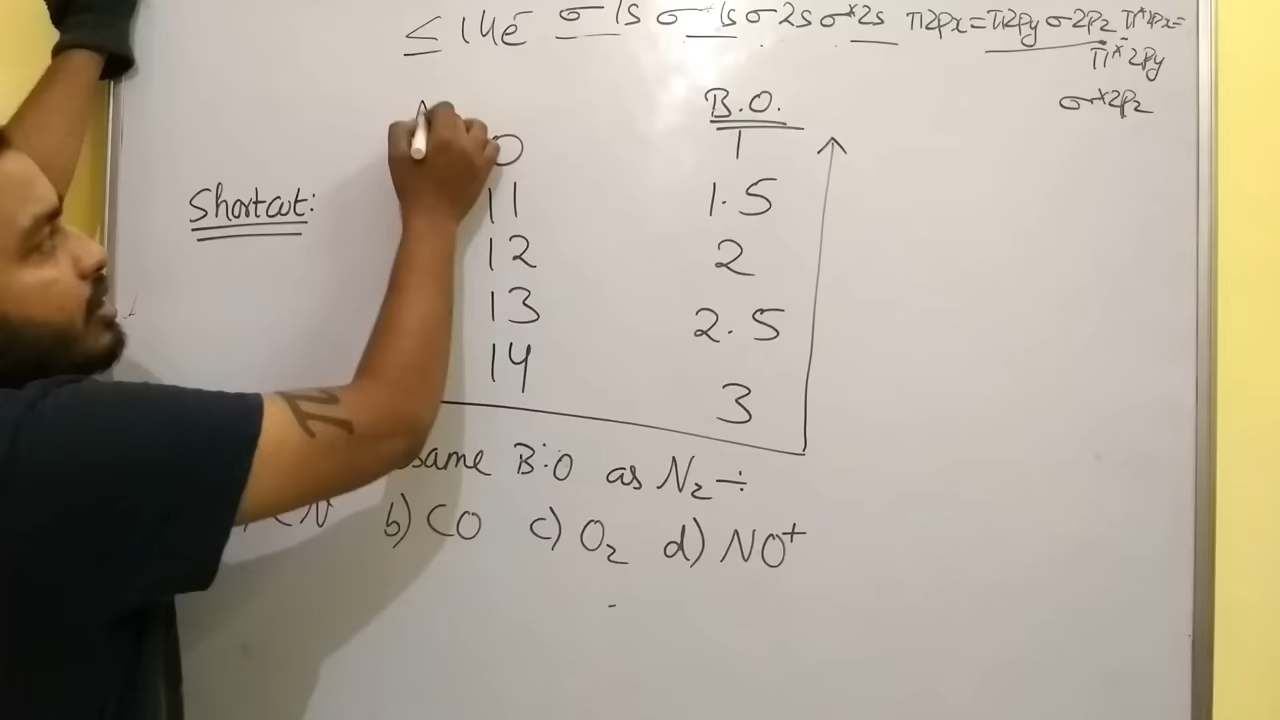 ≤ 14e⁻ σ1s σ*1s σ2s σ*2s π2px=π2py σ2pz π*2px=
π*2py
σ*2pz
B.O.
0 1
Shortcut: 11 1.5
12 2
13 2.5
14 3
same B.O as N₂ ÷
b) CO c) O₂ d) NO⁺